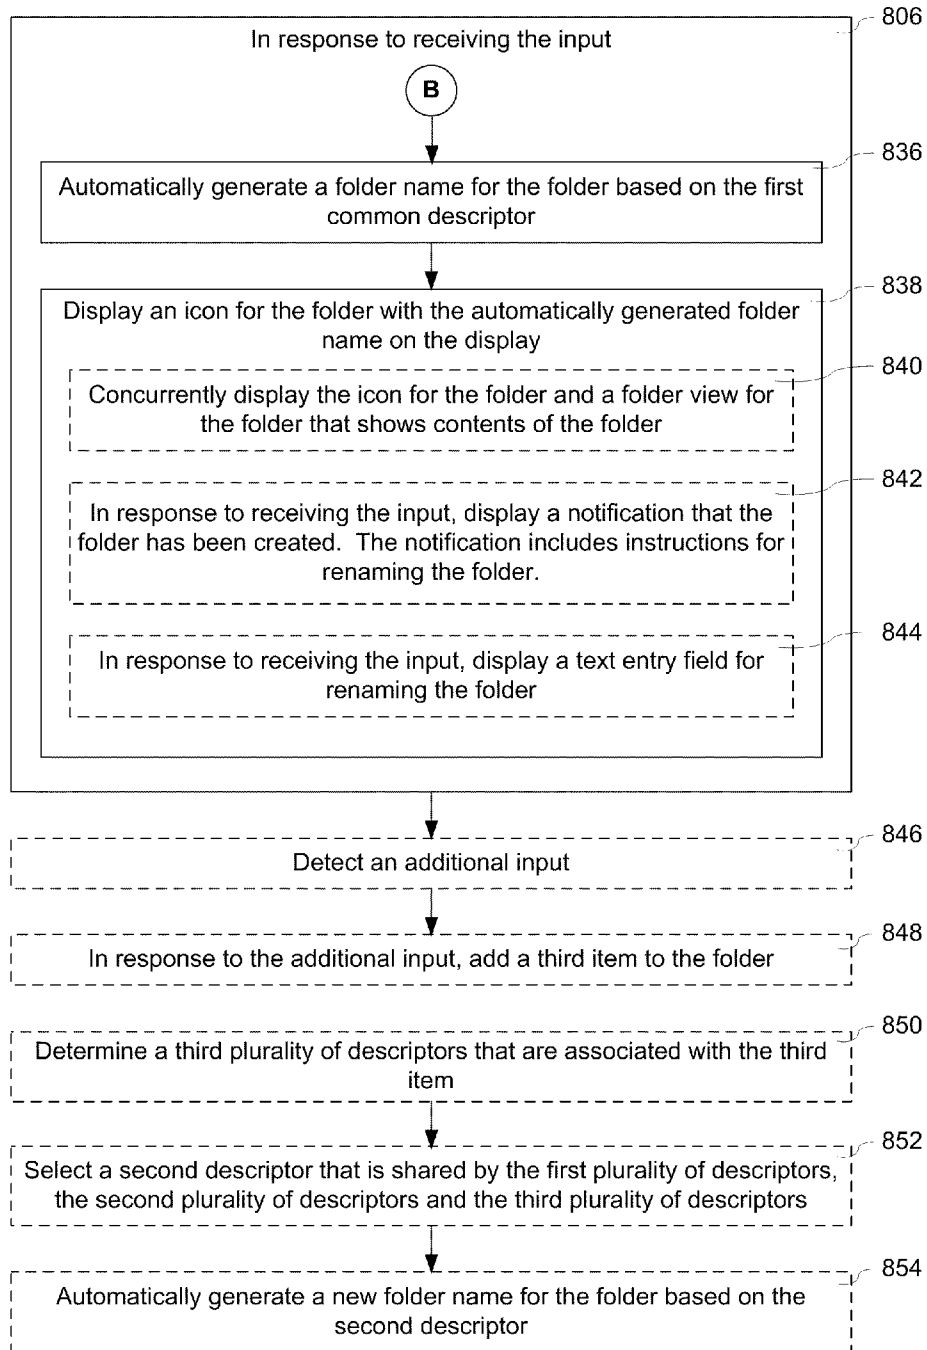 806
In response to receiving the input
B
836
Automatically generate a folder name for the folder based on the first
common descriptor
838
Display an icon for the folder with the automatically generated folder
name on the display
840
Concurrently display the icon for the folder and a folder view for
the folder that shows contents of the folder
842
In response to receiving the input, display a notification that the
folder has been created.  The notification includes instructions for
renaming the folder.
844
In response to receiving the input, display a text entry field for
renaming the folder
846
Detect an additional input
848
In response to the additional input, add a third item to the folder
850
Determine a third plurality of descriptors that are associated with the third
item
852
Select a second descriptor that is shared by the first plurality of descriptors,
the second plurality of descriptors and the third plurality of descriptors
854
Automatically generate a new folder name for the folder based on the
second descriptor